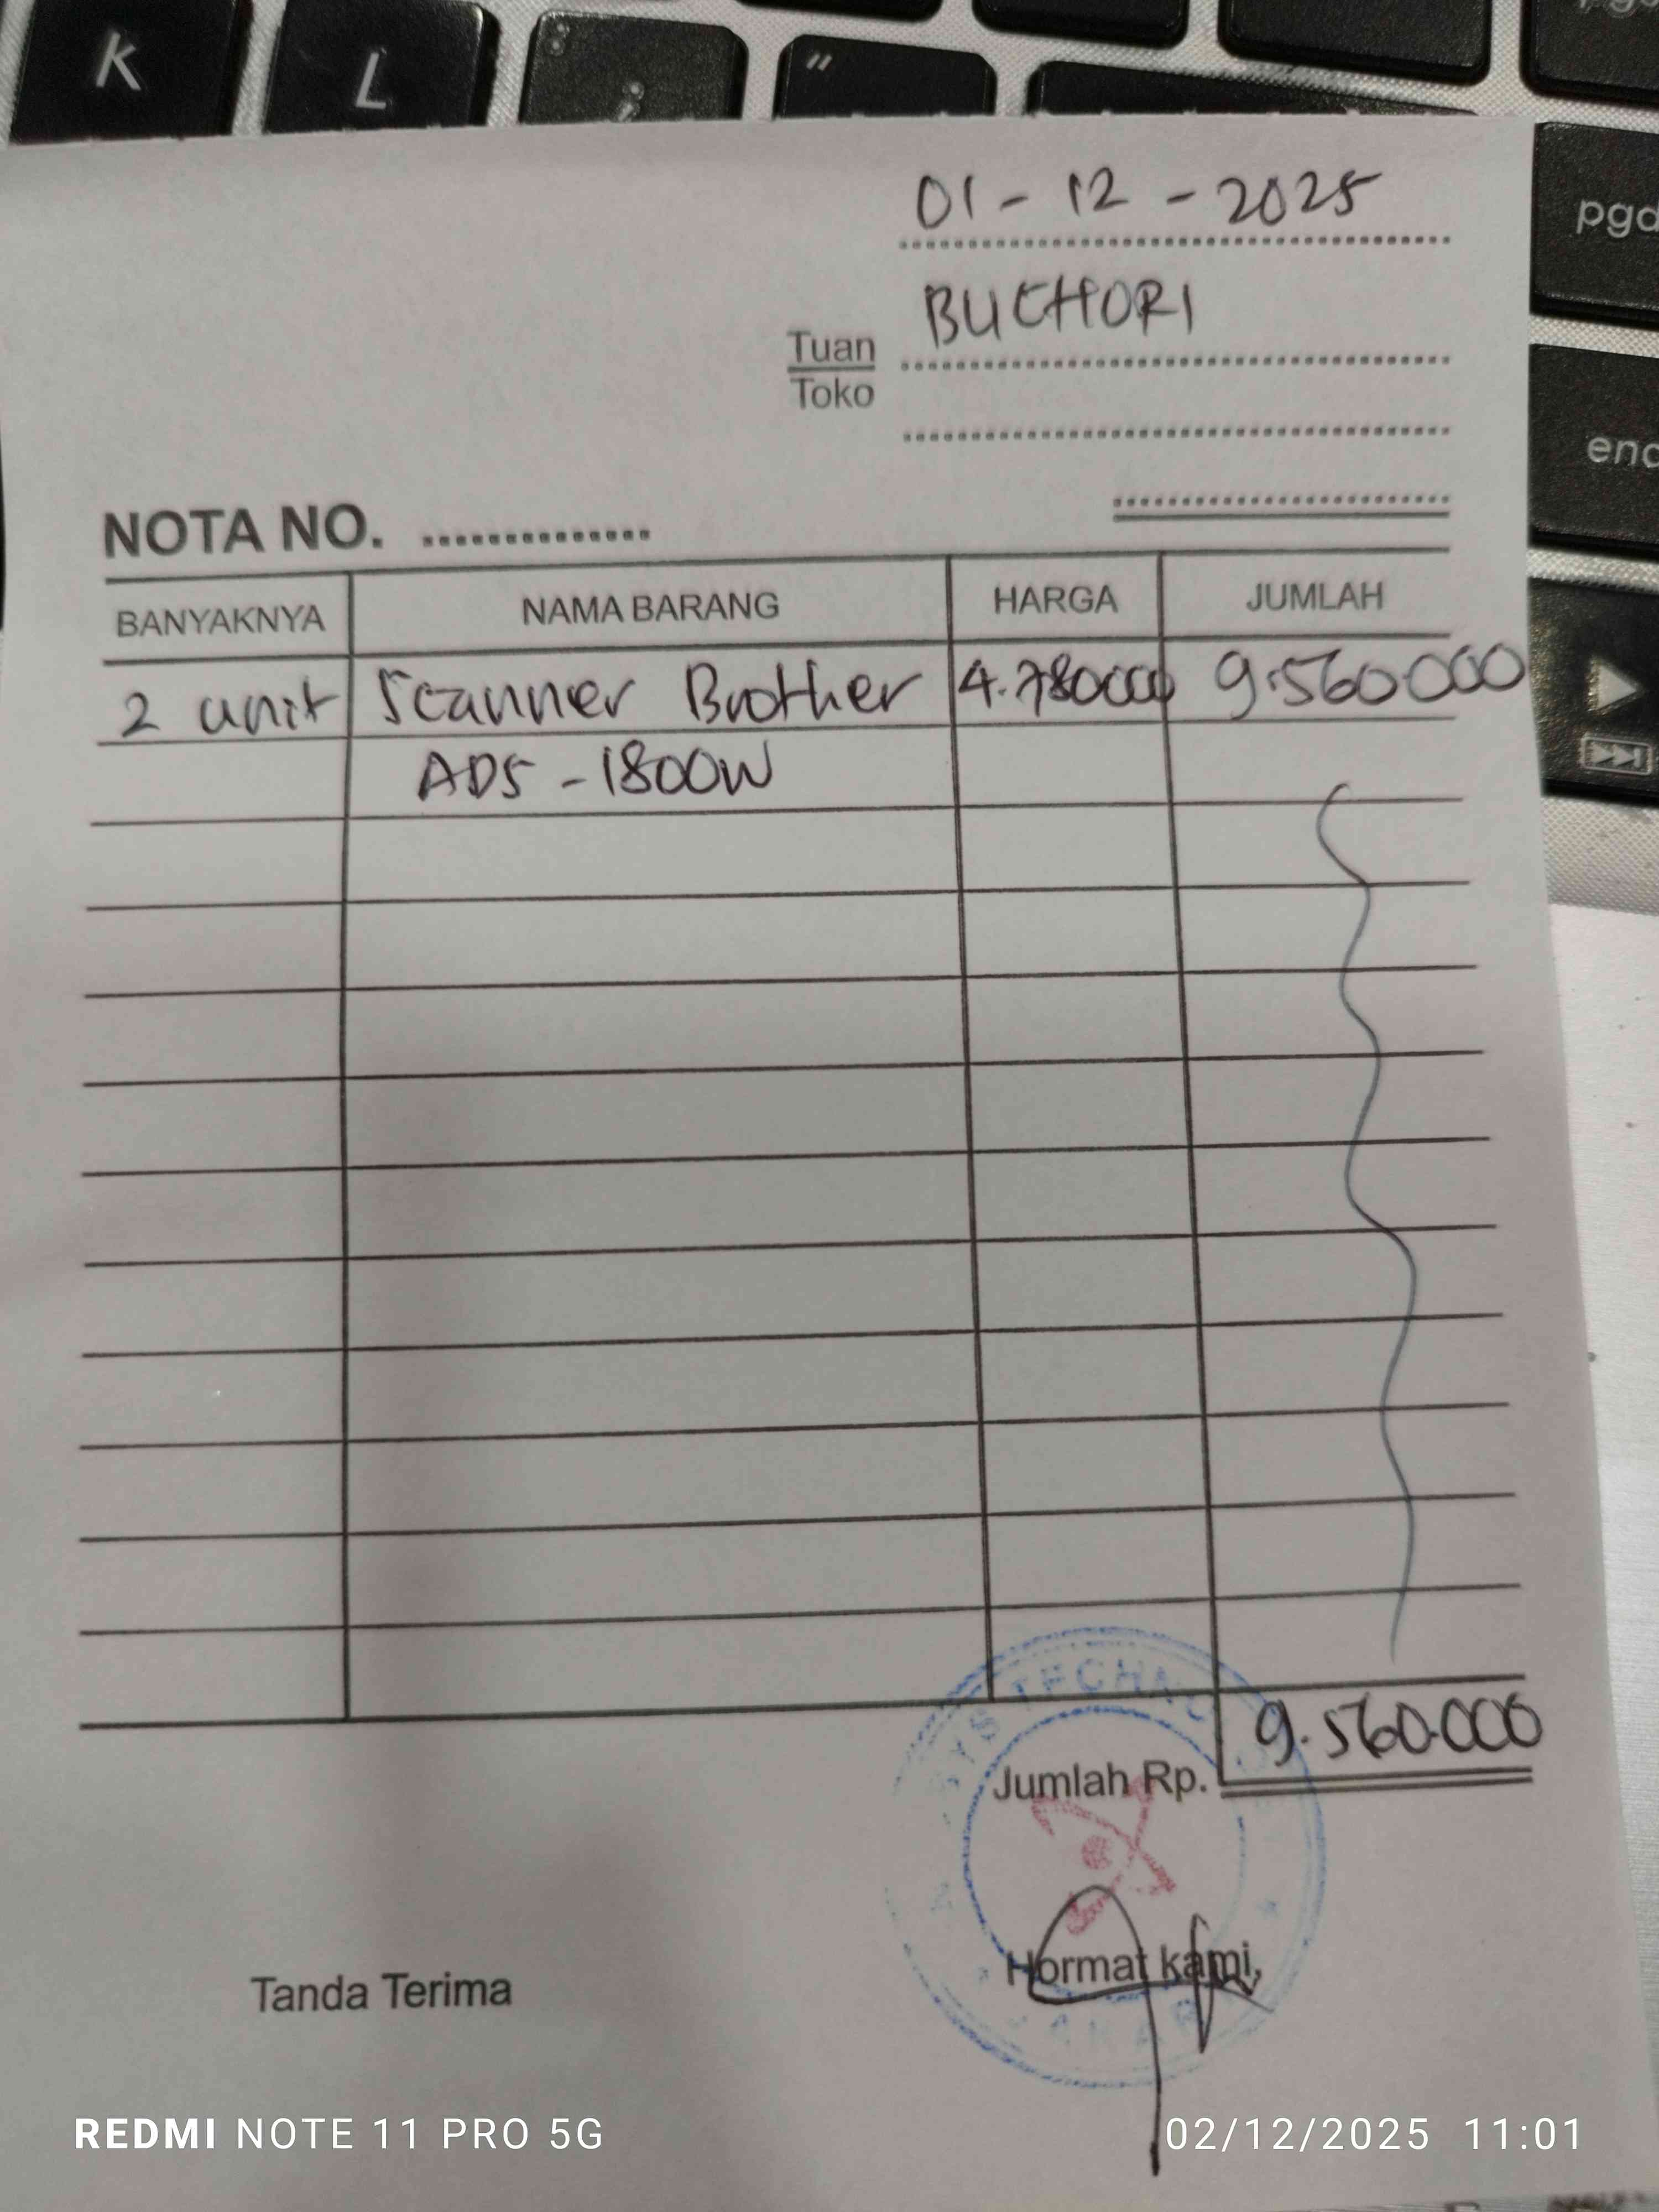 K L ; "
pgd
end
01 - 12 - 2025
BUCHORI
Tuan
Toko
NOTA NO. ..............
BANYAKNYA NAMA BARANG HARGA JUMLAH
2 unit Scanner Brother 4.780000 9.560.000
ADS - 1800W
9.560.000
Jumlah Rp.
SYS TECHNO
Tanda Terima Hormat kami,
REDMI NOTE 11 PRO 5G 02/12/2025 11:01